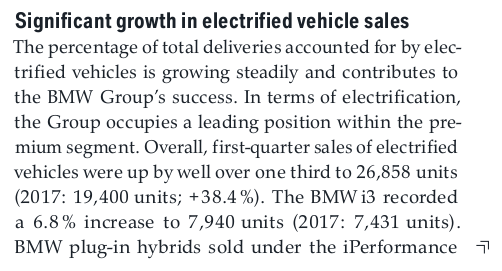 Significant growth in electrified vehicle sales
The percentage of total deliveries accounted for by elec-
trified vehicles is growing steadily and contributes to
the BMW Group’s success. In terms of electrification,
the Group occupies a leading position within the pre-
mium segment. Overall, first-quarter sales of electrified
vehicles were up by well over one third to 26,858 units
(2017: 19,400 units; +38.4 %). The BMW i3 recorded
a 6.8 % increase to 7,940 units (2017: 7,431 units).
BMW plug-in hybrids sold under the iPerformance